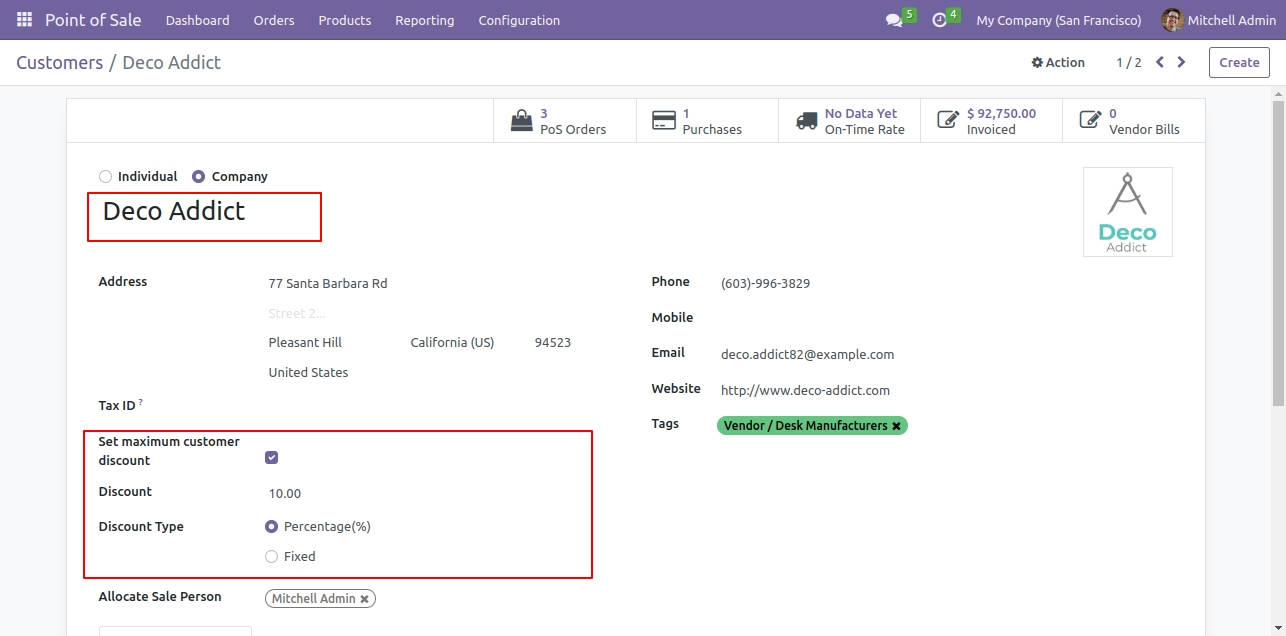 Point of Sale Dashboard Orders Products Reporting Configuration 5 4 My Company (San Francisco) Mitchell Admin
Customers / Deco Addict Action 1 / 2 Create
3 PoS Orders
1 Purchases
No Data Yet On-Time Rate
$ 92,750.00 Invoiced
0 Vendor Bills
Individual Company
Deco Addict
Deco
Addict
Address 77 Santa Barbara Rd
Street 2...
Pleasant Hill California (US) 94523
United States
Tax ID ?
Phone (603)-996-3829
Mobile
Email deco.addict82@example.com
Website http://www.deco-addict.com
Tags Vendor / Desk Manufacturers ×
Set maximum customer
discount
Discount 10.00
Discount Type Percentage(%)
Fixed
Allocate Sale Person Mitchell Admin ×